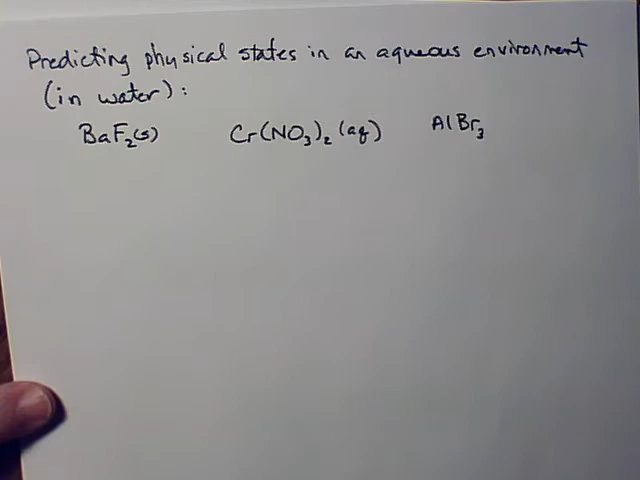 Predicting physical states in an aqueous environment
(in water):
BaF₂(s) Cr(NO₃)₂ (aq) AlBr₃